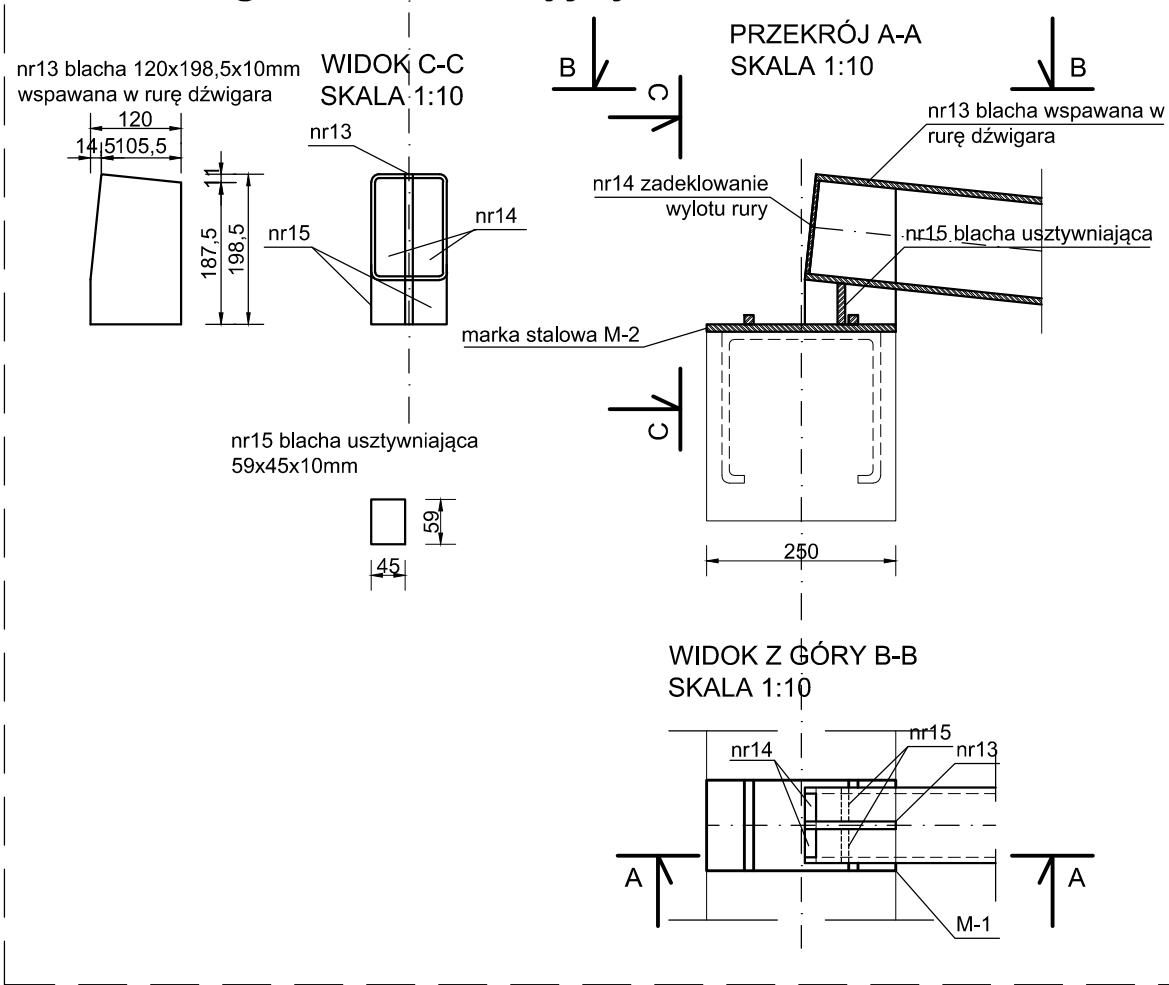 nr13 blacha 120x198,5x10mm
wspawana w rurę dźwigara
120
14,5
105,5
11
187,5
198,5
WIDOK C-C
SKALA 1:10
nr13
nr15
nr14
nr15 blacha usztywniająca
59x45x10mm
59
45
PRZEKRÓJ A-A
SKALA 1:10
B
B
C
C
nr13 blacha wspawana w
rurę dźwigara
nr14 zadeklowanie
wylotu rury
nr15 blacha usztywniająca
marka stalowa M-2
250
WIDOK Z GÓRY B-B
SKALA 1:10
nr14
nr15
nr13
A
A
M-1